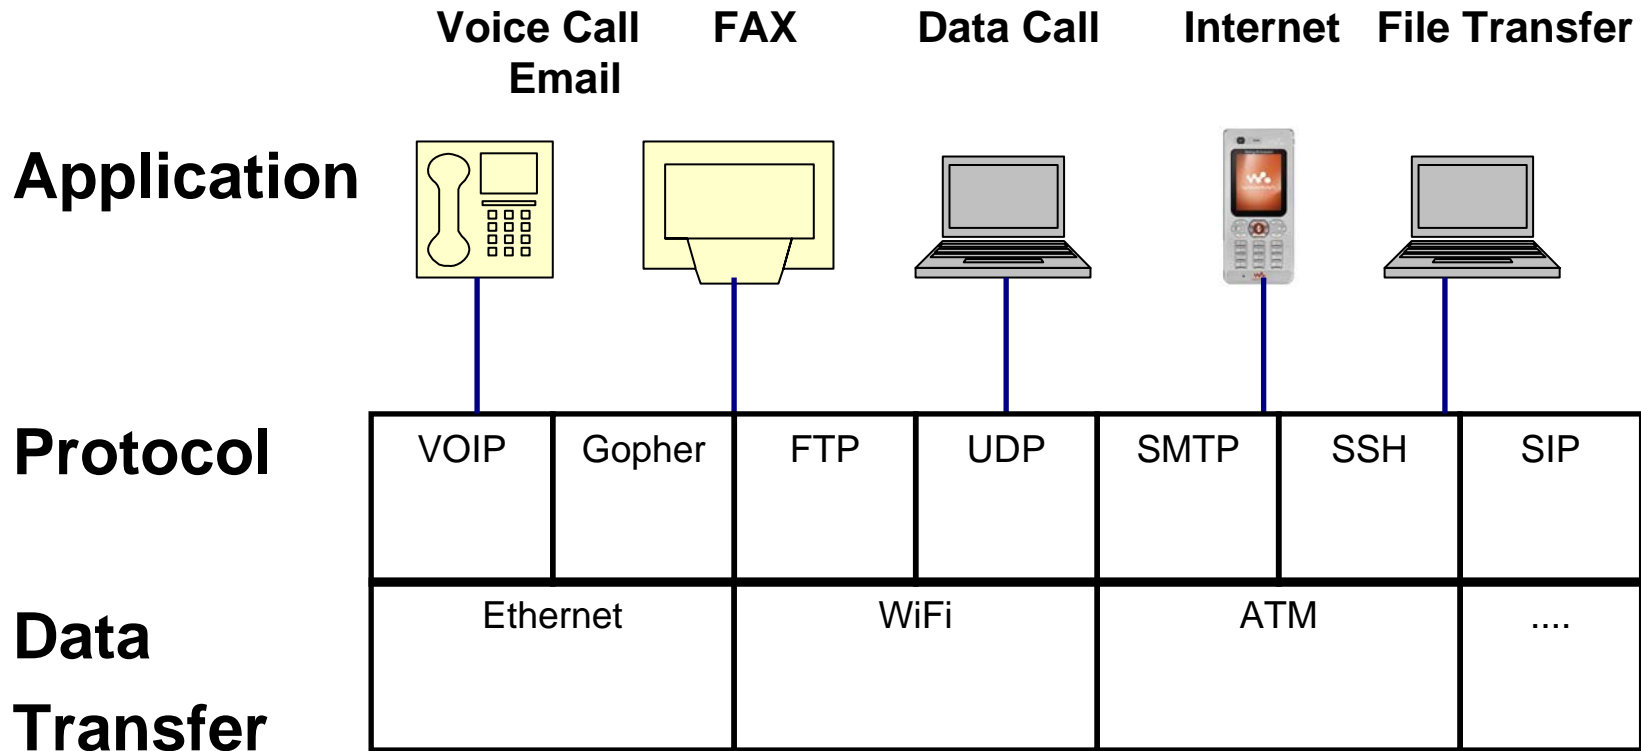 Voice Call FAX Data Call Internet File Transfer
Email
Application
Protocol VOIP Gopher FTP UDP SMTP SSH SIP
Data Ethernet WiFi ATM ....
Transfer